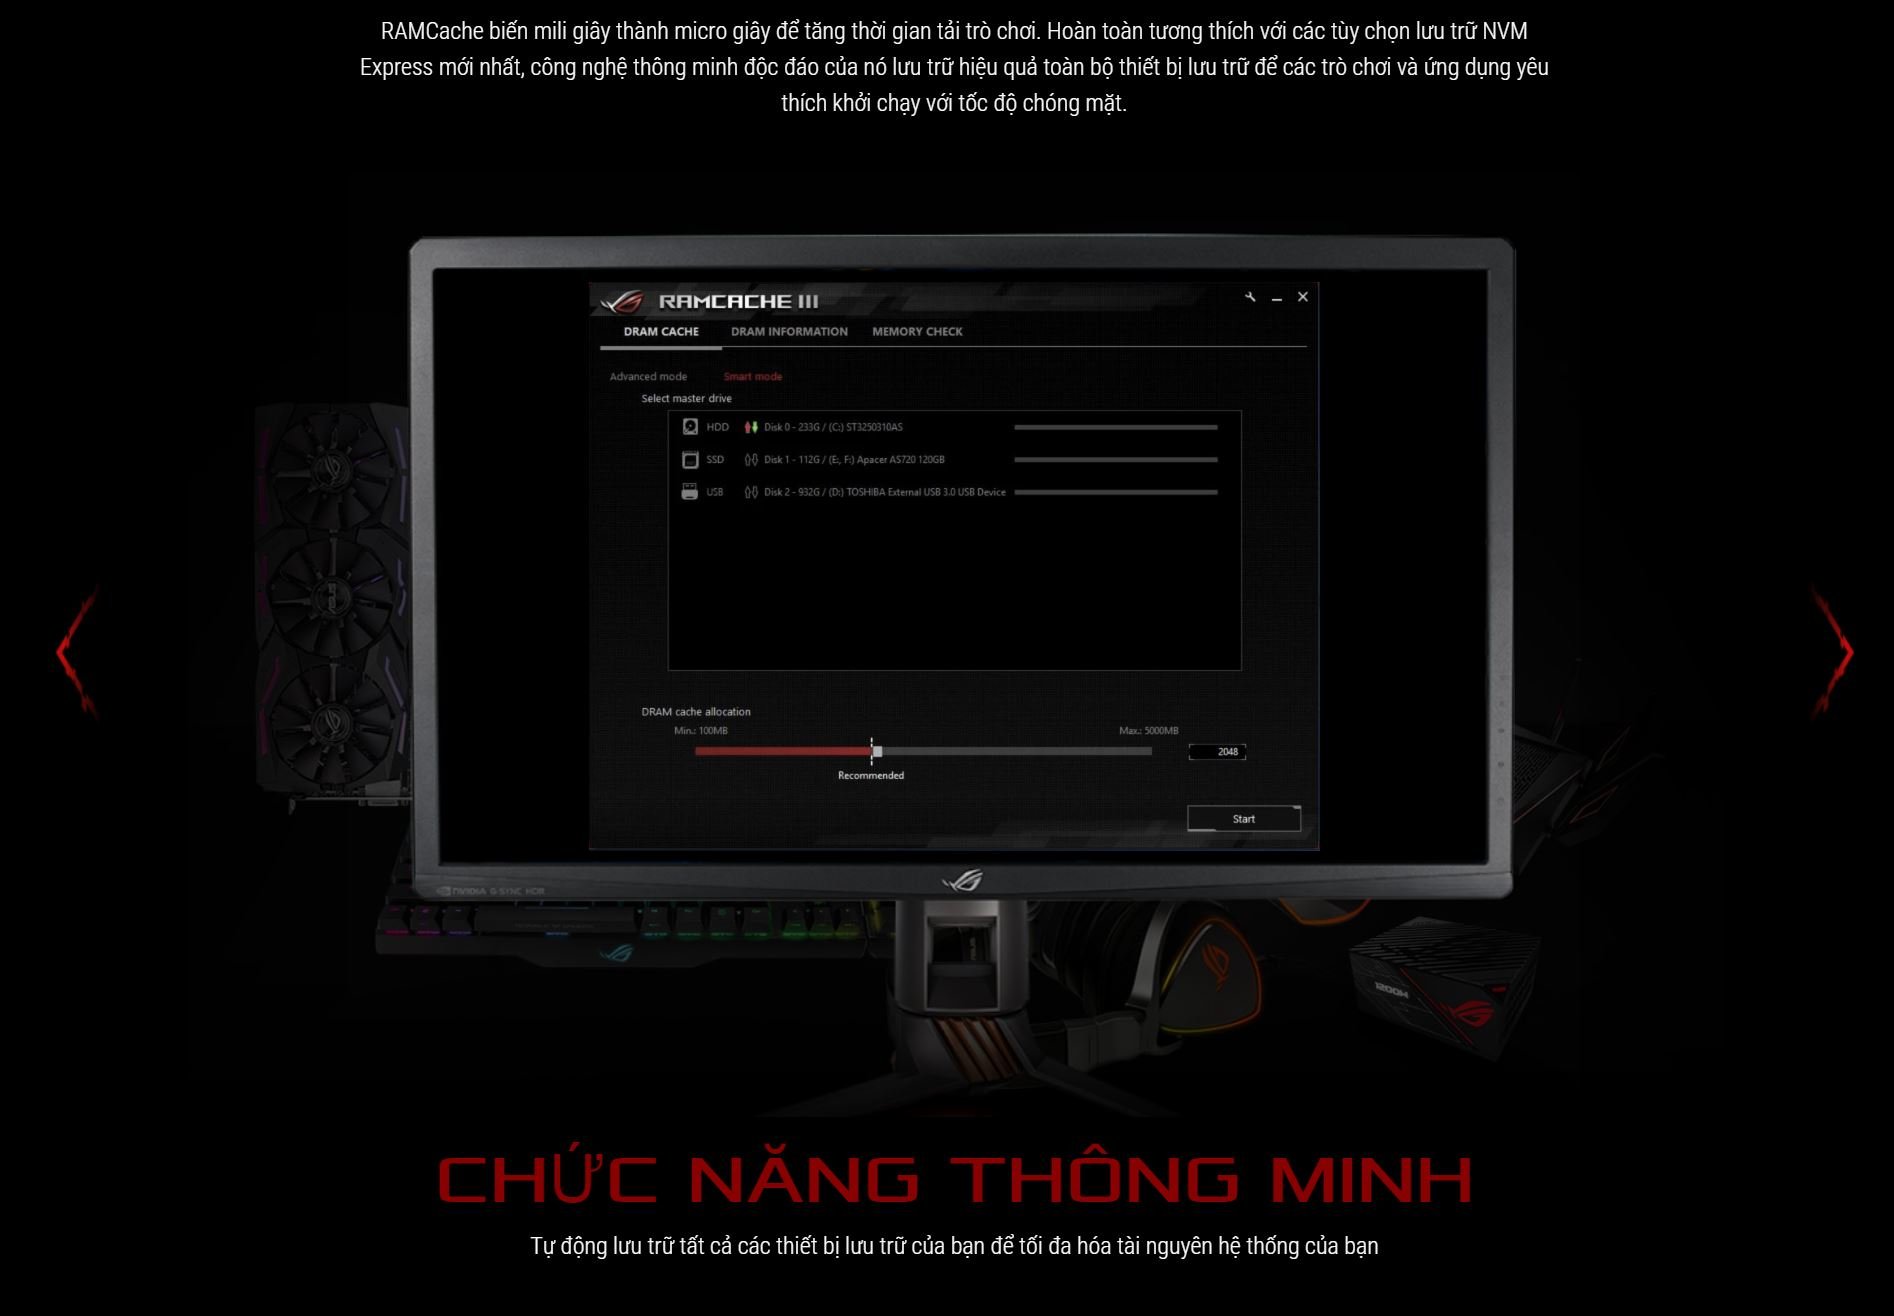 RAMCache biến mili giây thành micro giây để tăng thời gian tải trò chơi. Hoàn toàn tương thích với các tùy chọn lưu trữ NVM
Express mới nhất, công nghệ thông minh độc đáo của nó lưu trữ hiệu quả toàn bộ thiết bị lưu trữ để các trò chơi và ứng dụng yêu
thích khởi chạy với tốc độ chóng mặt.
RAMCACHE III
DRAM CACHE DRAM INFORMATION MEMORY CHECK
Advanced mode Smart mode
Select master drive
HDD Disk 0 - 233G / (C:) ST3250310AS
SSD Disk 1 - 112G / (E:, F:) Apacer AS720 120GB
USB Disk 2 - 932G / (D:) TOSHIBA External USB 3.0 USB Device
DRAM cache allocation
Min.: 100MB Max.: 5000MB
2048
Recommended
Start
NVIDIA G-SYNC HDR
1200W
CHỨC NĂNG THÔNG MINH
Tự động lưu trữ tất cả các thiết bị lưu trữ của bạn để tối đa hóa tài nguyên hệ thống của bạn